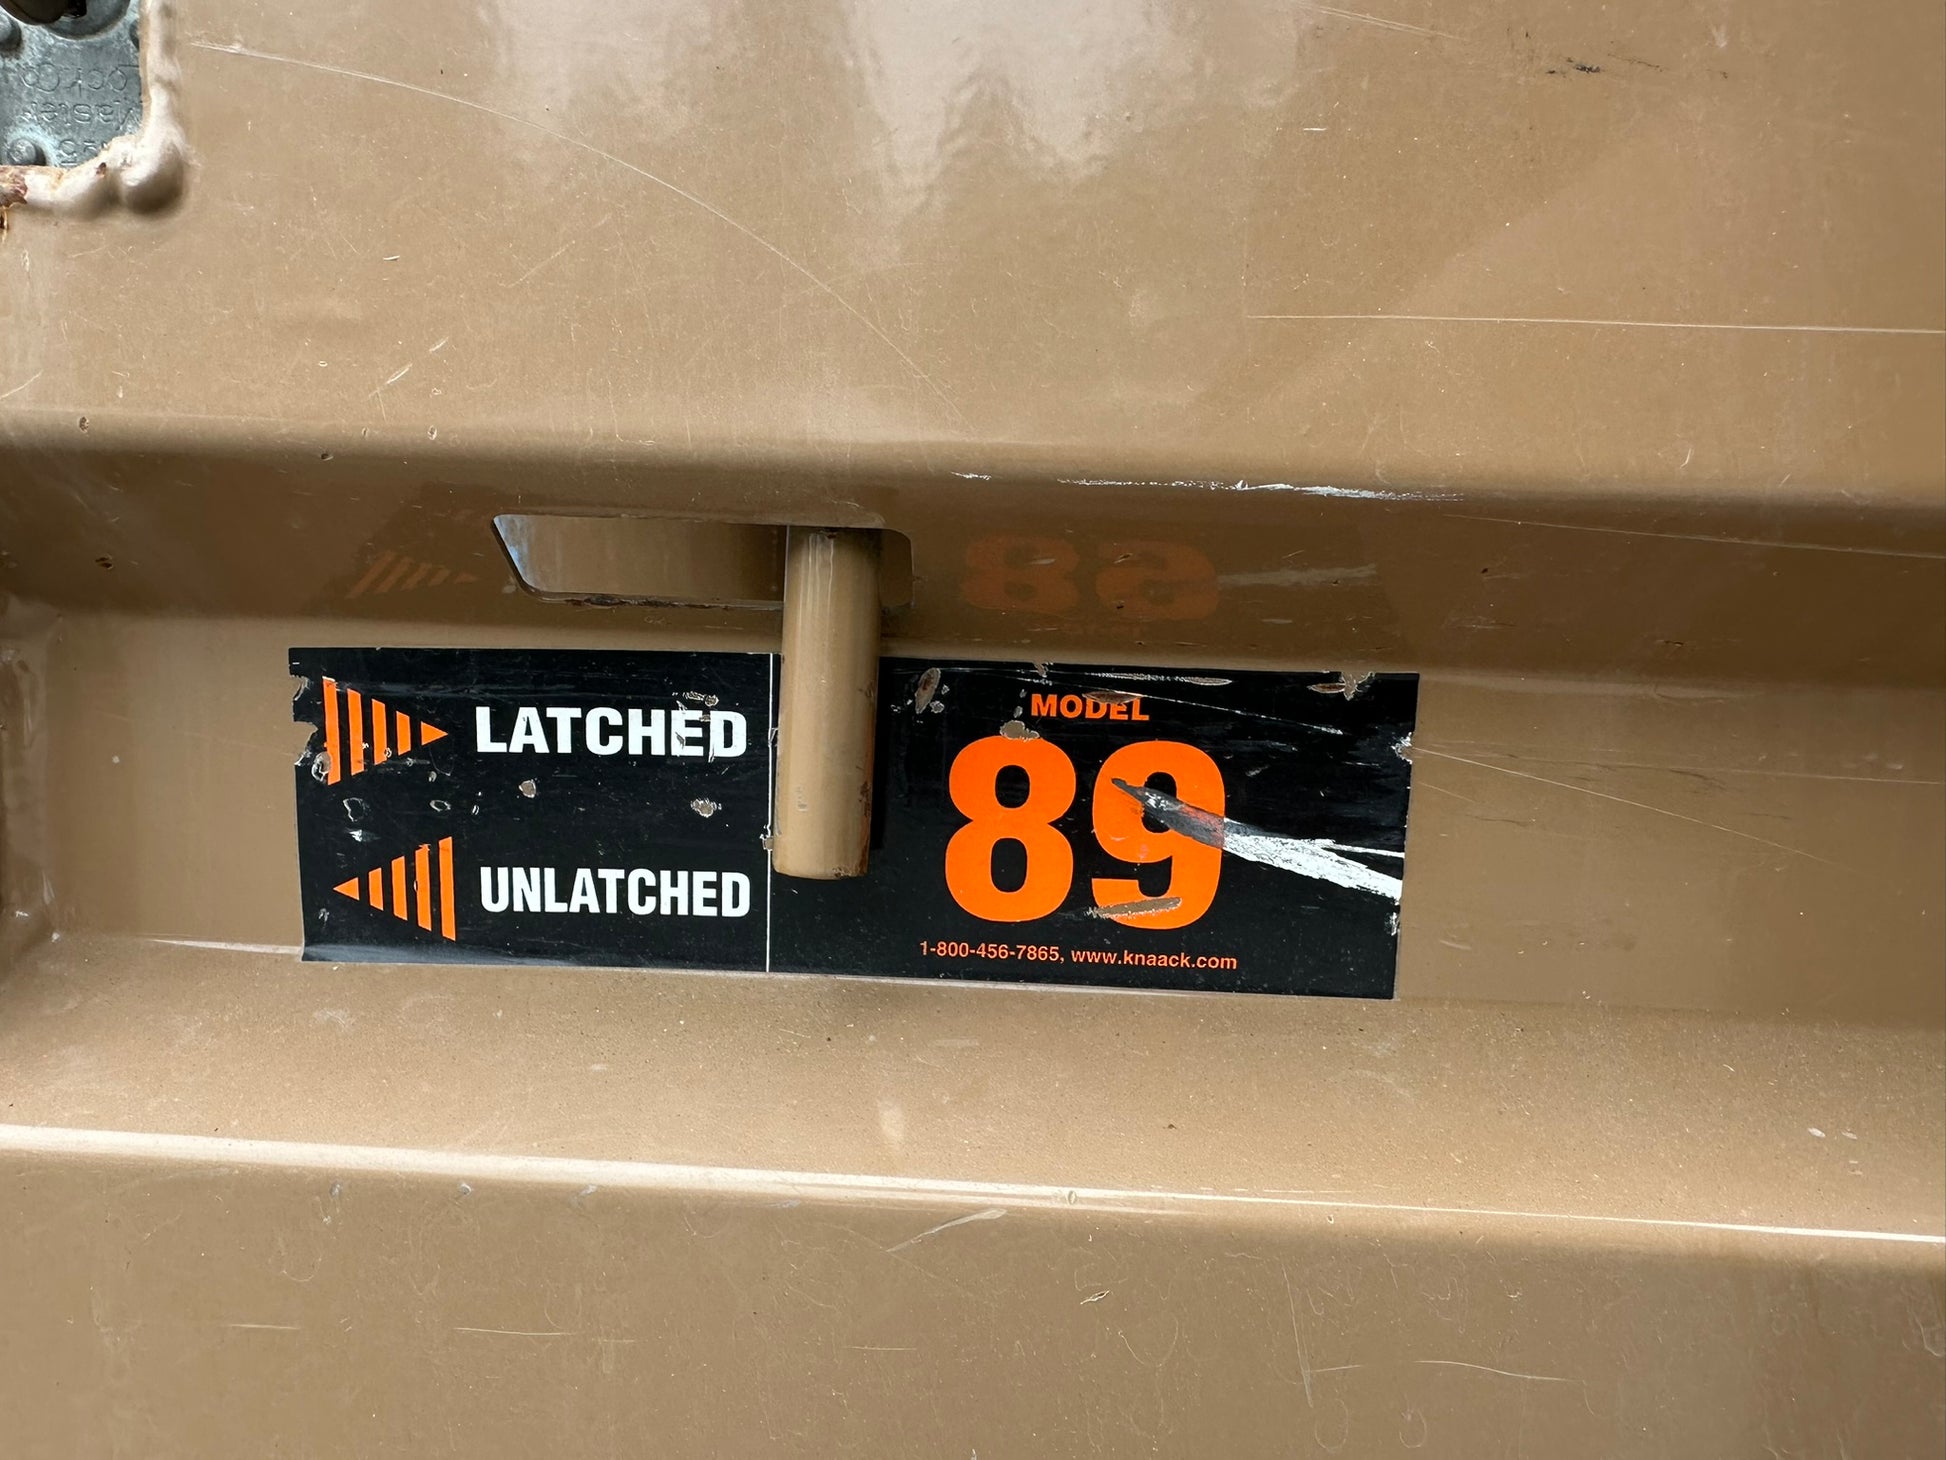 LATCHED
UNLATCHED
MODEL
89
1-800-456-7865, www.knaack.com